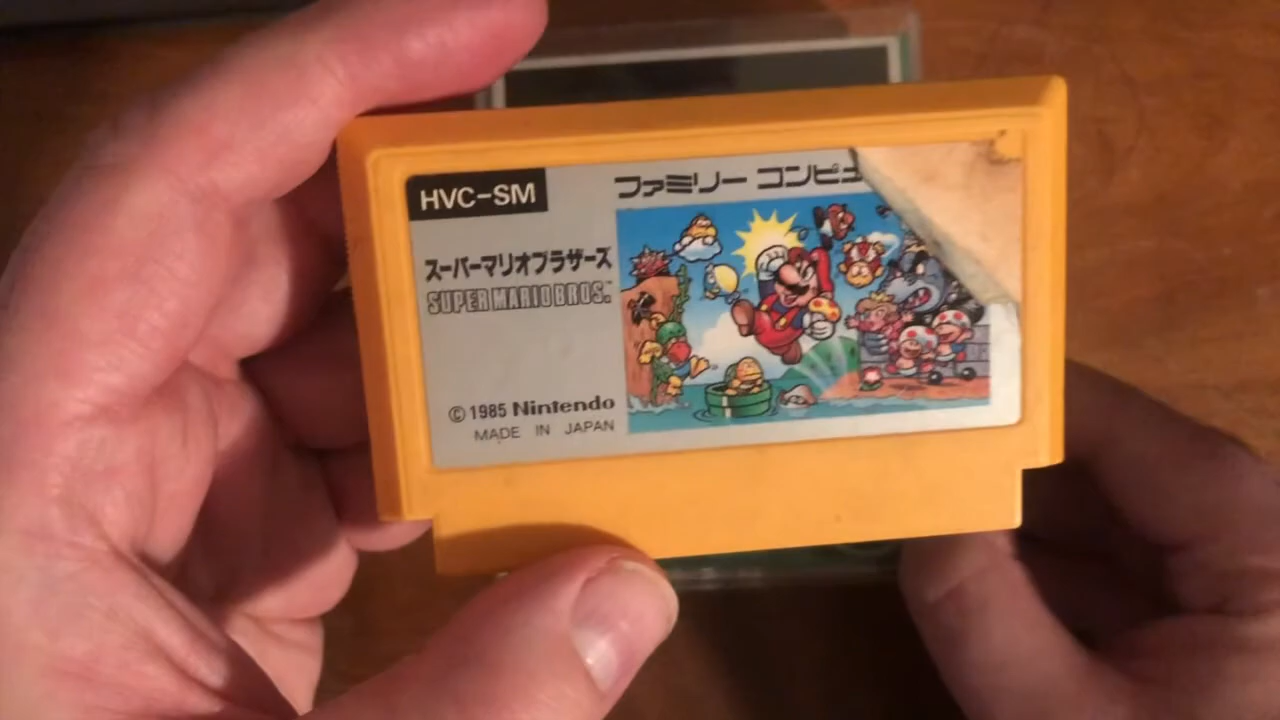 HVC-SM
ファミリー コンピュ
スーパーマリオブラザーズ
SUPER MARIO BROS.™
© 1985 Nintendo
MADE IN JAPAN